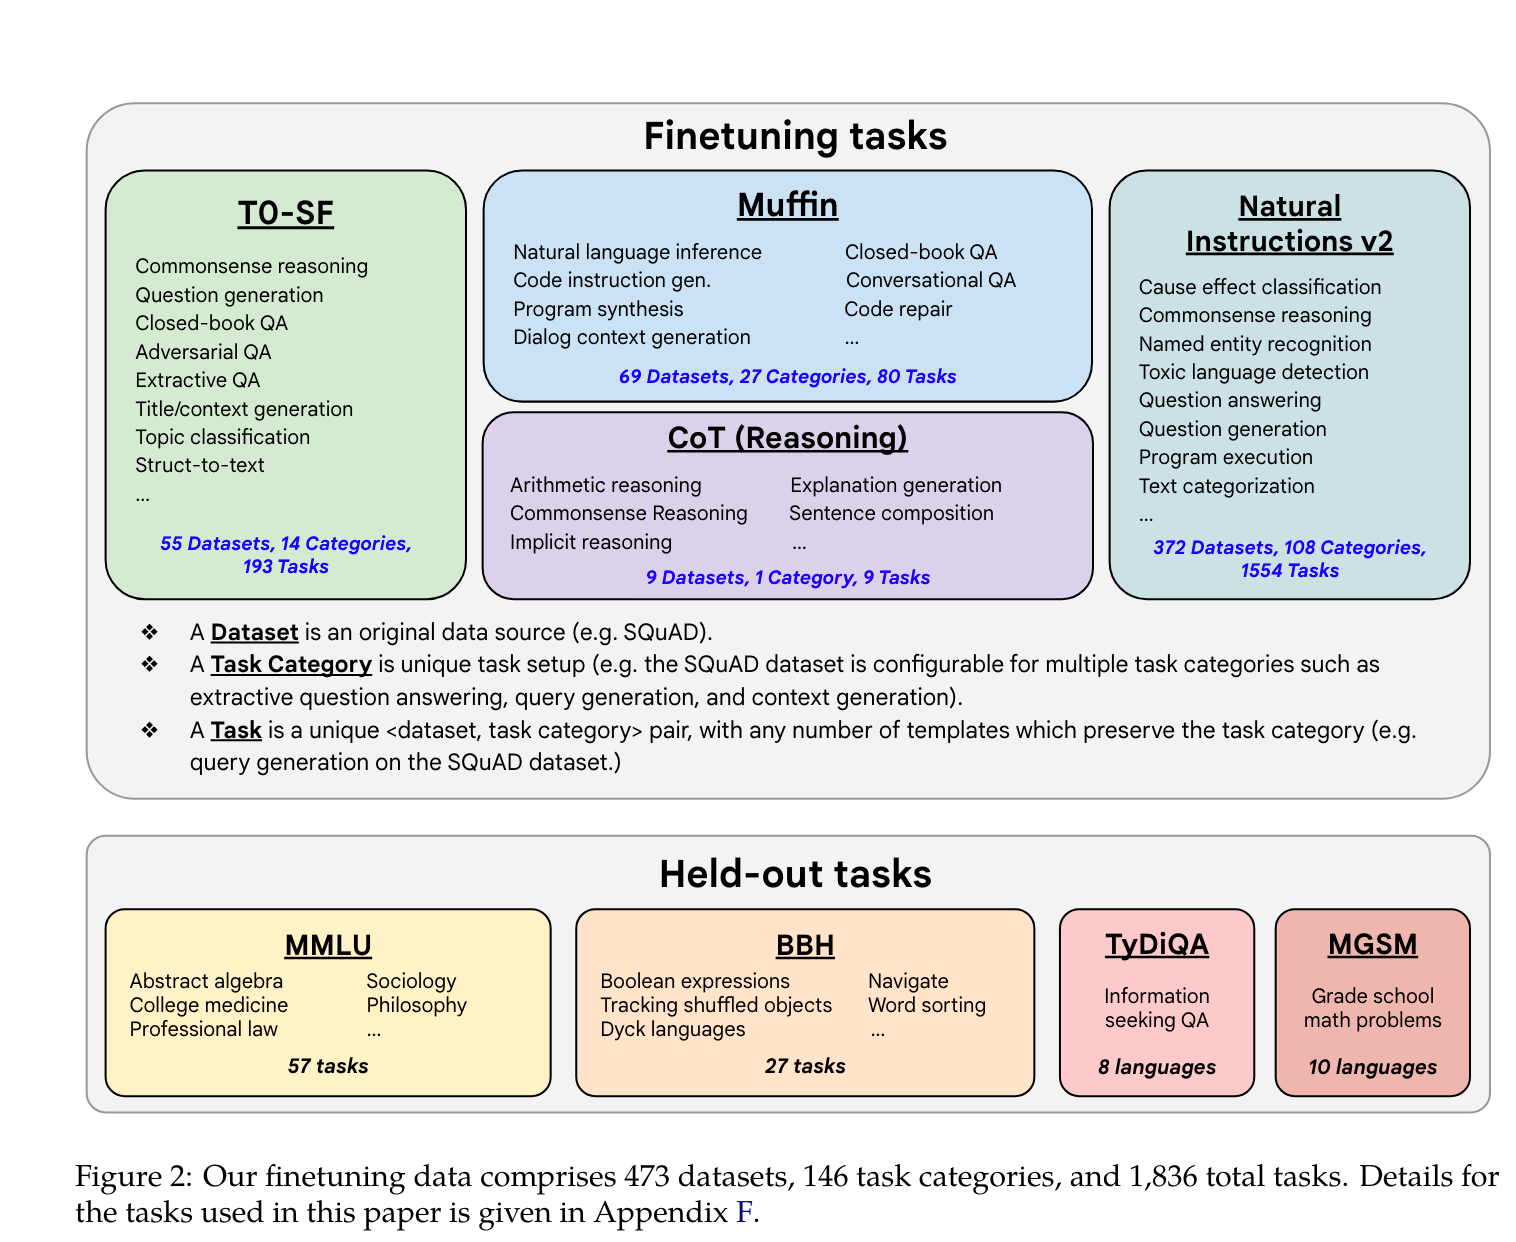 Finetuning tasks
T0-SF
Commonsense reasoning
Question generation
Closed-book QA
Adversarial QA
Extractive QA
Title/context generation
Topic classification
Struct-to-text
...
55 Datasets, 14 Categories,
193 Tasks
Muffin
Natural language inference
Code instruction gen.
Program synthesis
Dialog context generation
Closed-book QA
Conversational QA
Code repair
...
69 Datasets, 27 Categories, 80 Tasks
CoT (Reasoning)
Arithmetic reasoning
Commonsense Reasoning
Implicit reasoning
Explanation generation
Sentence composition
...
9 Datasets, 1 Category, 9 Tasks
Natural
Instructions v2
Cause effect classification
Commonsense reasoning
Named entity recognition
Toxic language detection
Question answering
Question generation
Program execution
Text categorization
...
372 Datasets, 108 Categories,
1554 Tasks
❖ A Dataset is an original data source (e.g. SQuAD).
❖ A Task Category is unique task setup (e.g. the SQuAD dataset is configurable for multiple task categories such as
extractive question answering, query generation, and context generation).
❖ A Task is a unique <dataset, task category> pair, with any number of templates which preserve the task category (e.g.
query generation on the SQuAD dataset.)
Held-out tasks
MMLU
Abstract algebra
College medicine
Professional law
Sociology
Philosophy
...
57 tasks
BBH
Boolean expressions
Tracking shuffled objects
Dyck languages
Navigate
Word sorting
...
27 tasks
TyDiQA
Information
seeking QA
8 languages
MGSM
Grade school
math problems
10 languages
Figure 2: Our finetuning data comprises 473 datasets, 146 task categories, and 1,836 total tasks. Details for
the tasks used in this paper is given in Appendix F.